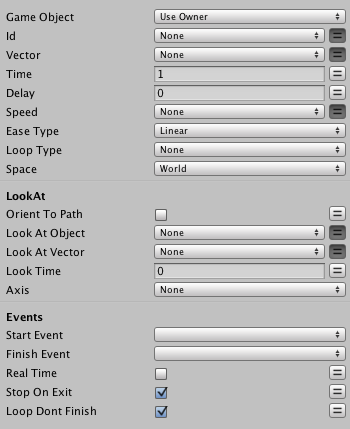 Game Object Use Owner
Id None
Vector None
Time 1
Delay 0
Speed None
Ease Type Linear
Loop Type None
Space World
LookAt
Orient To Path
Look At Object None
Look At Vector None
Look Time 0
Axis None
Events
Start Event
Finish Event
Real Time
Stop On Exit
Loop Dont Finish